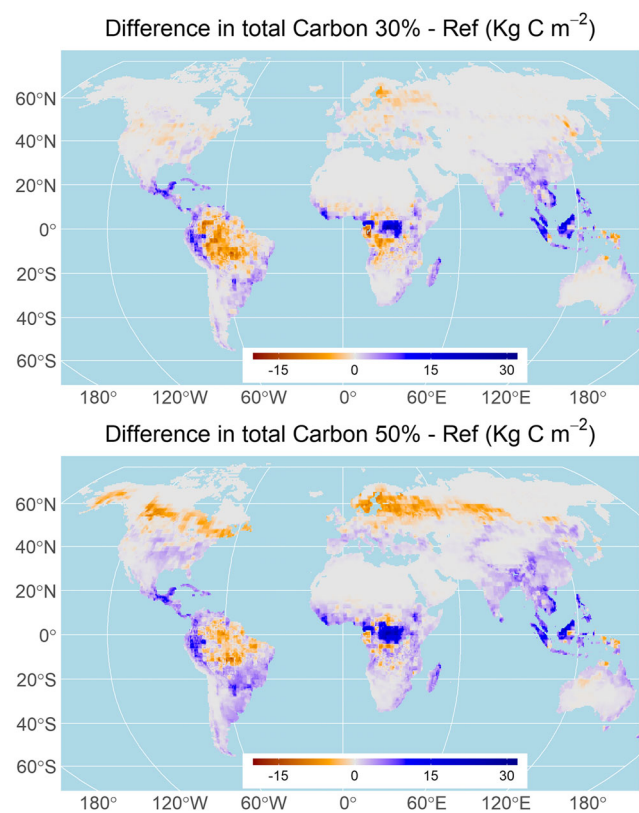 Difference in total Carbon 30% - Ref (Kg C m⁻²)
60°N
40°N
20°N
0°
20°S
40°S
60°S
-15 0 15 30
180° 120°W 60°W 0° 60°E 120°E 180°
Difference in total Carbon 50% - Ref (Kg C m⁻²)
60°N
40°N
20°N
0°
20°S
40°S
60°S
-15 0 15 30
180° 120°W 60°W 0° 60°E 120°E 180°